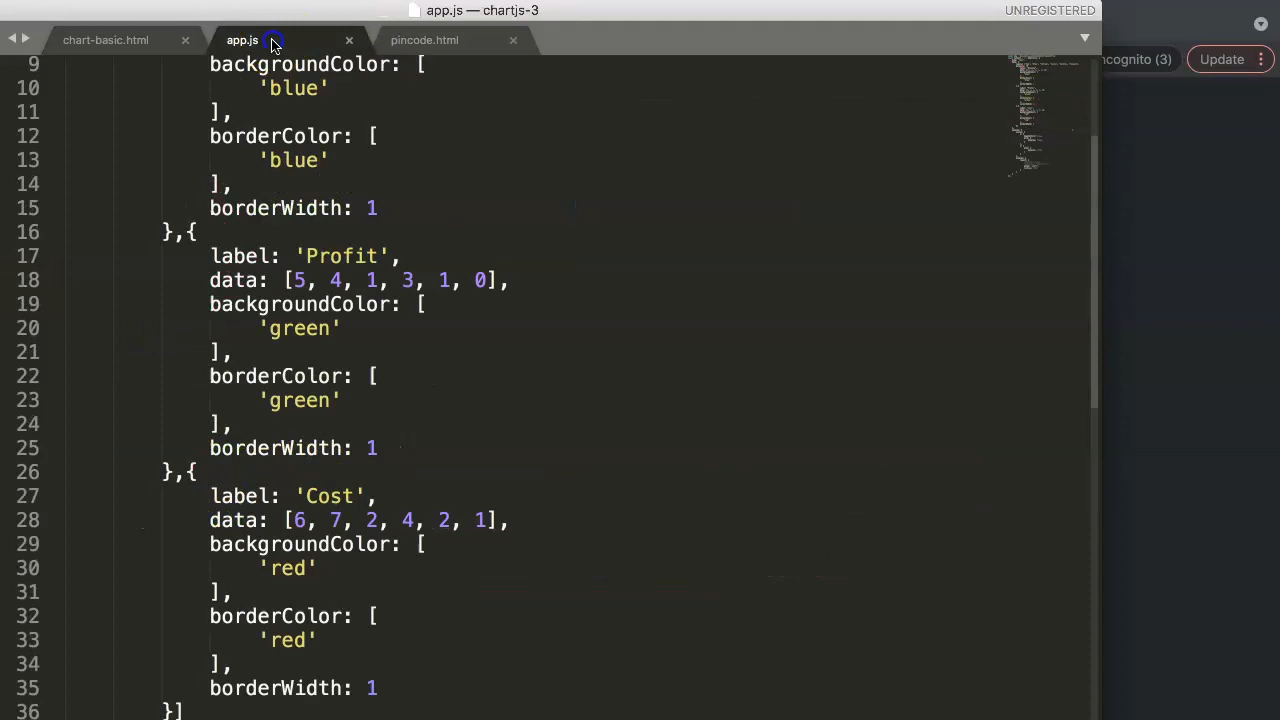 app.js — chartjs-3
UNREGISTERED
chart-basic.html
app.js
pincode.html
ncognito (3)
Update
9 backgroundColor: [
10 'blue'
11 ],
12 borderColor: [
13 'blue'
14 ],
15 borderWidth: 1
16 },{
17 label: 'Profit',
18 data: [5, 4, 1, 3, 1, 0],
19 backgroundColor: [
20 'green'
21 ],
22 borderColor: [
23 'green'
24 ],
25 borderWidth: 1
26 },{
27 label: 'Cost',
28 data: [6, 7, 2, 4, 2, 1],
29 backgroundColor: [
30 'red'
31 ],
32 borderColor: [
33 'red'
34 ],
35 borderWidth: 1
36 }]